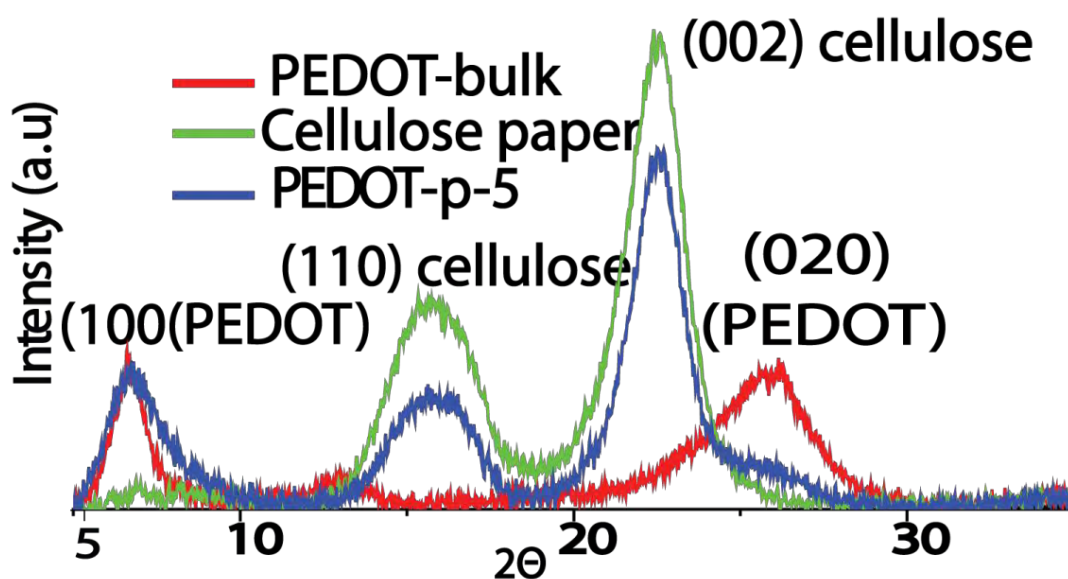 (002) cellulose
PEDOT-bulk
Cellulose paper
PEDOT-p-5
(110) cellulose
(020)
(PEDOT)
(100(PEDOT)
Intensity (a.u)
5 10 20 30
2Θ